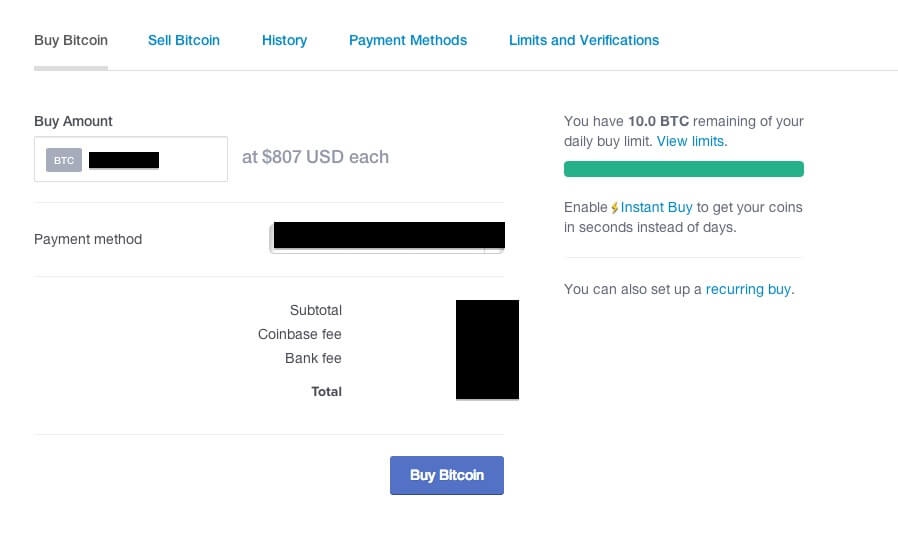 Buy Bitcoin Sell Bitcoin History Payment Methods Limits and Verifications
Buy Amount
BTC
at $807 USD each
Payment method
Subtotal
Coinbase fee
Bank fee
Total
Buy Bitcoin
You have 10.0 BTC remaining of your
daily buy limit. View limits.
Enable Instant Buy to get your coins
in seconds instead of days.
You can also set up a recurring buy.